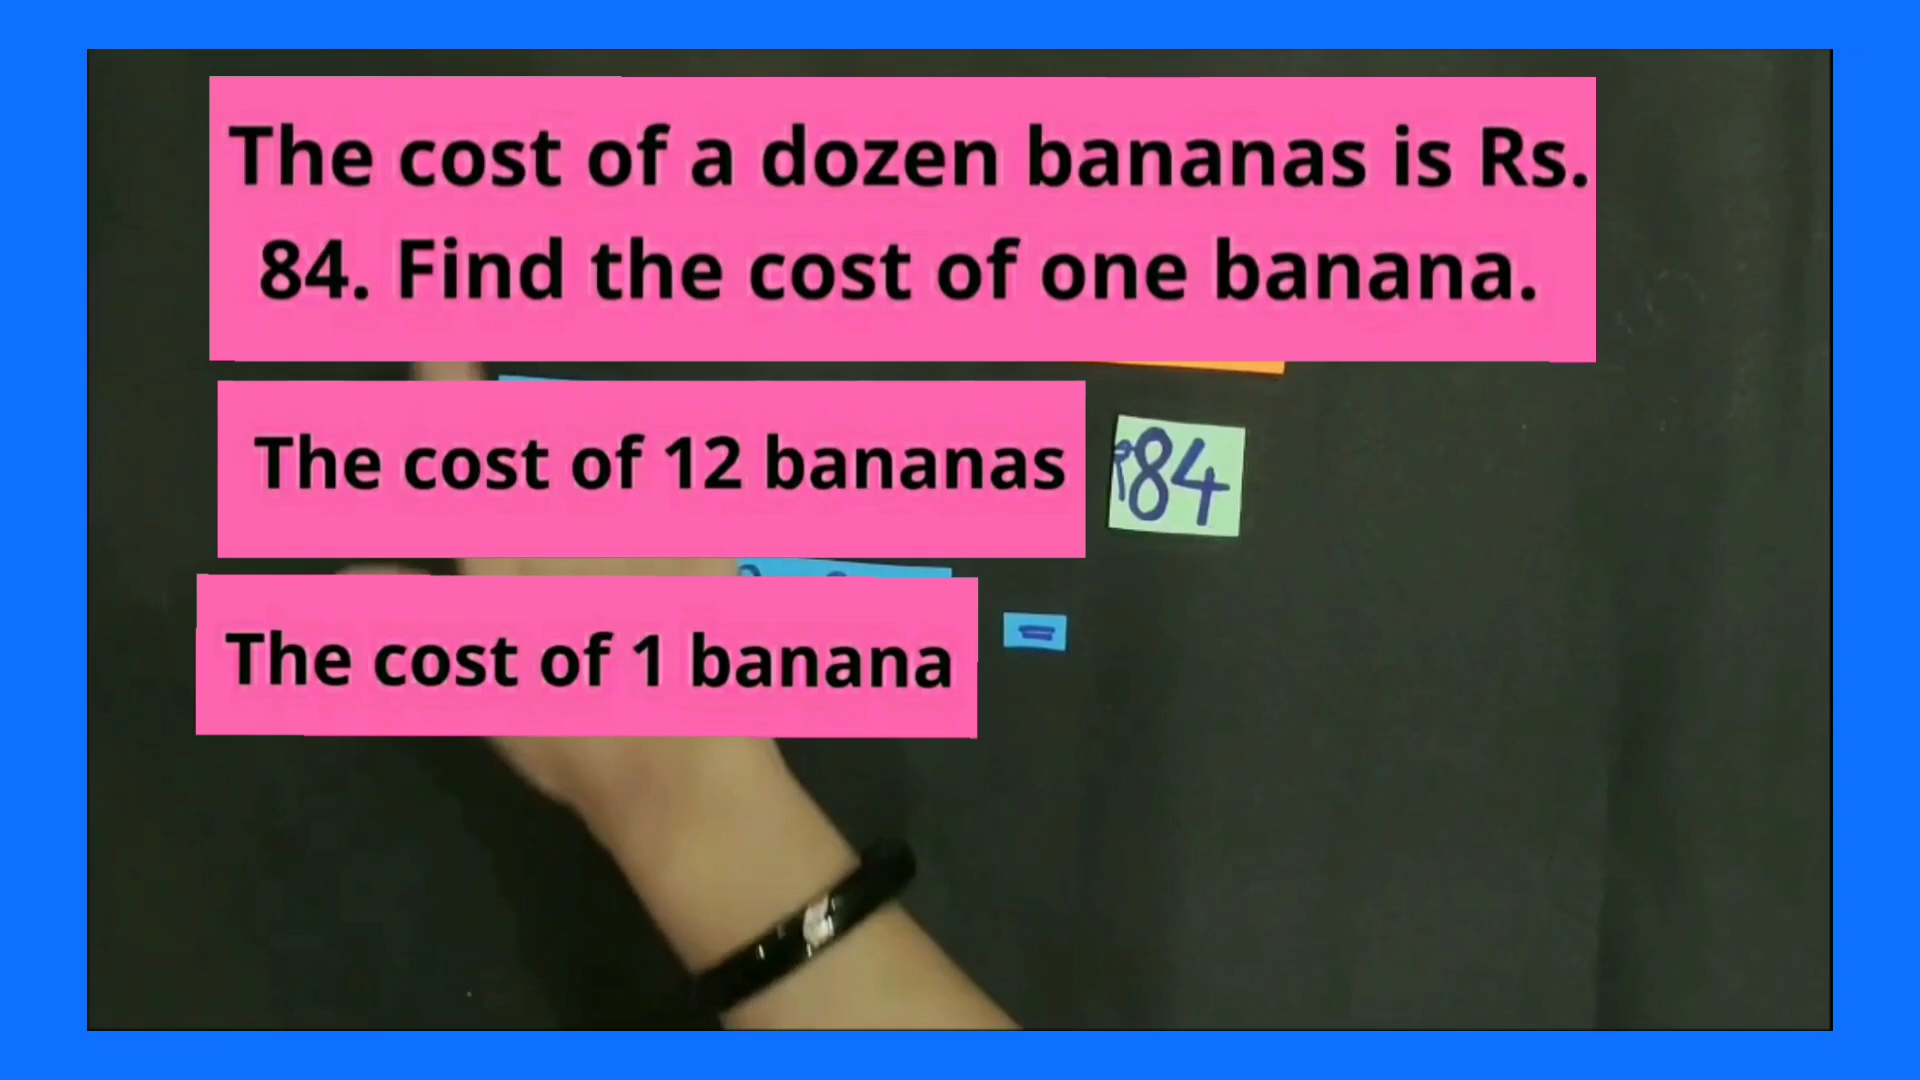 The cost of a dozen bananas is Rs.
84. Find the cost of one banana.
The cost of 12 bananas ₹84
The cost of 1 banana =